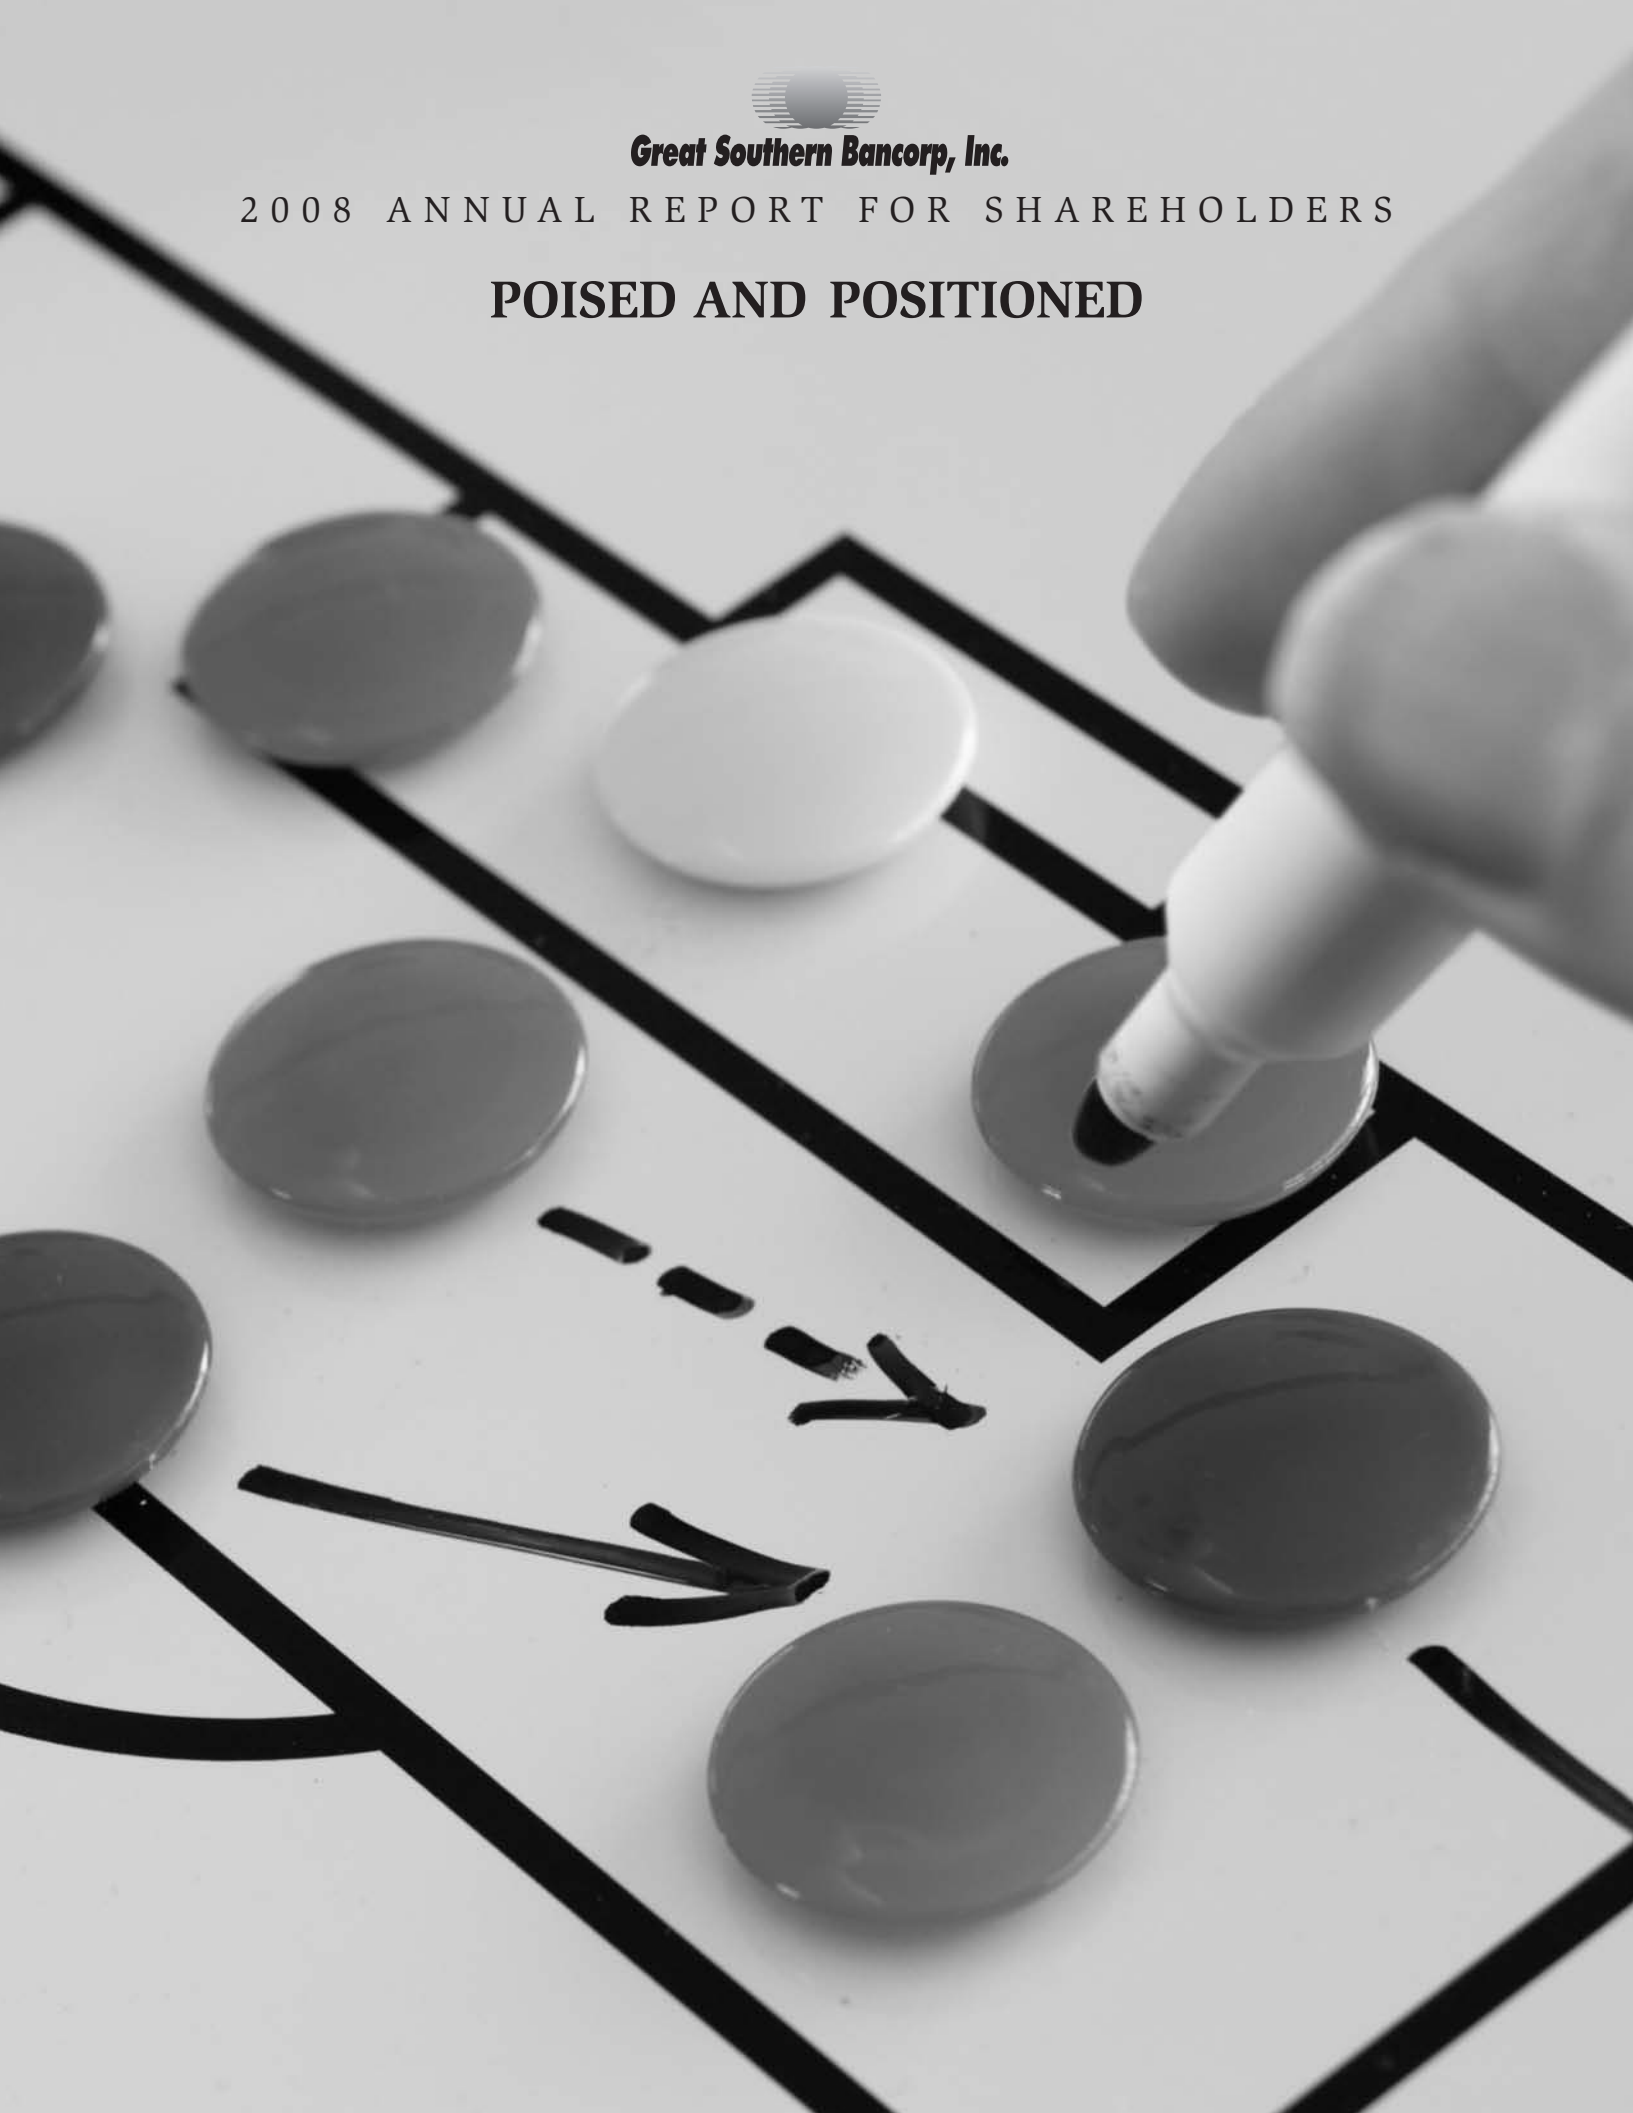 Great Southern Bancorp, Inc.
2008 ANNUAL REPORT FOR SHAREHOLDERS
POISED AND POSITIONED